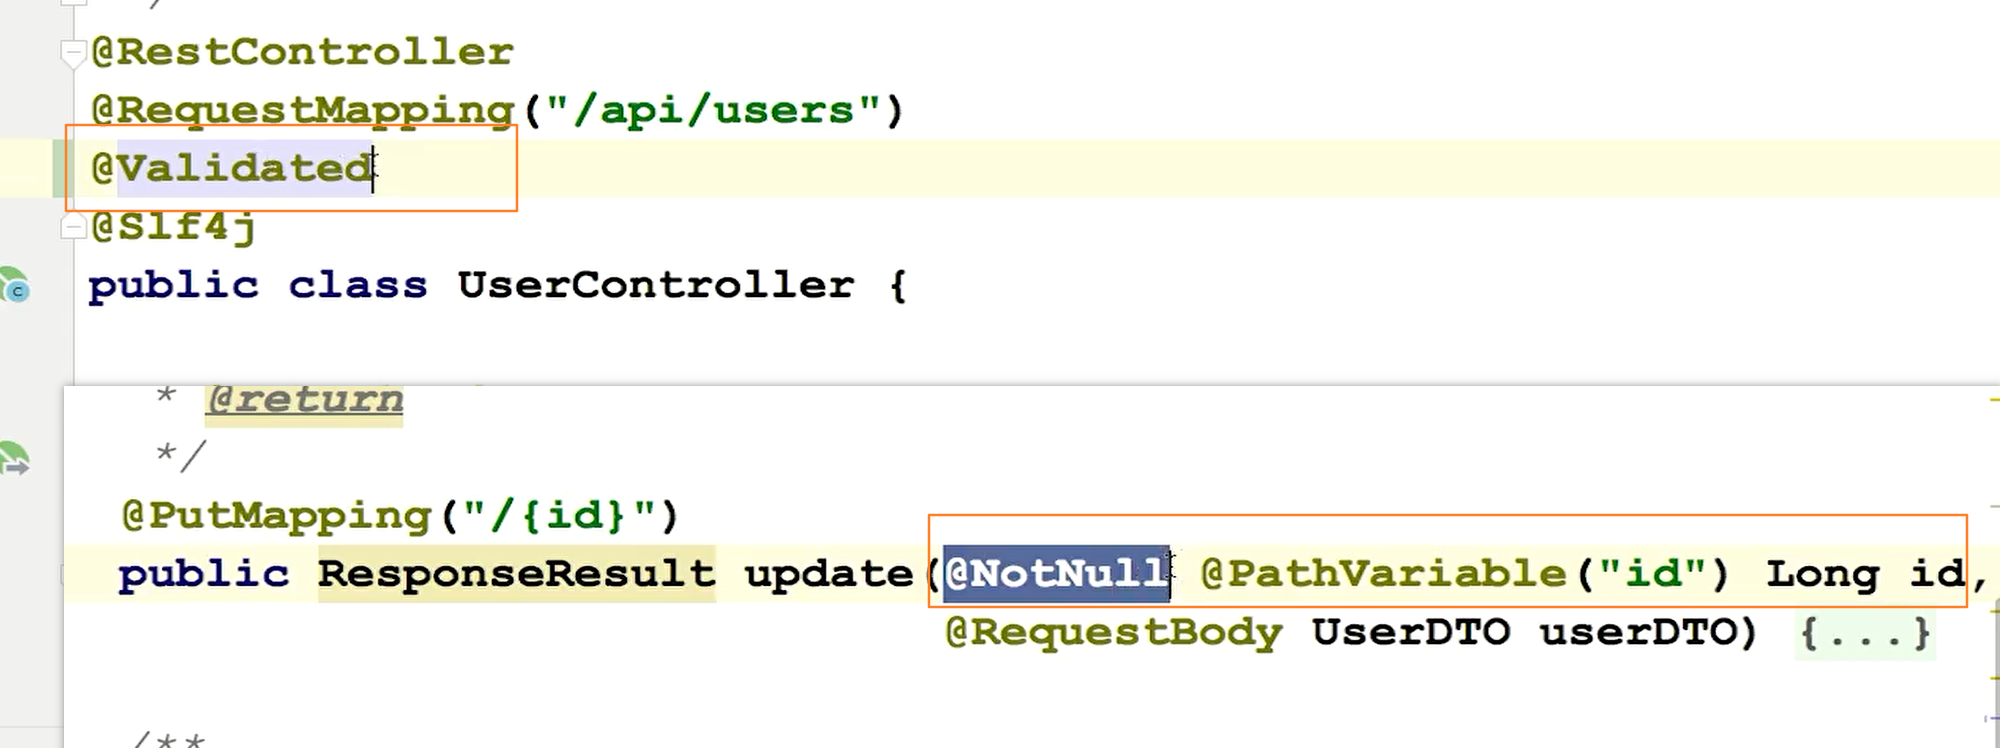 @RestController
@RequestMapping("/api/users")
@Validated
@Slf4j
public class UserController {
* @return
*/
@PutMapping("/{id}")
public ResponseResult update(@NotNull @PathVariable("id") Long id,
@RequestBody UserDTO userDTO) {...}
/**